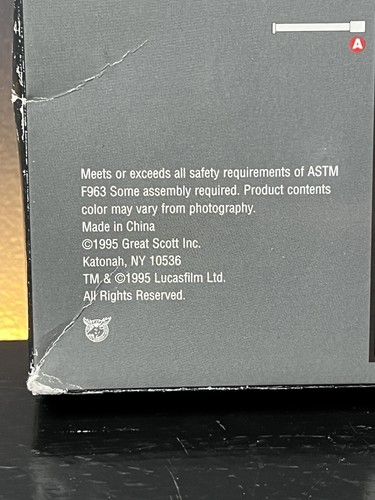 A
Meets or exceeds all safety requirements of ASTM
F963 Some assembly required. Product contents
color may vary from photography.
Made in China
©1995 Great Scott Inc.
Katonah, NY 10536
TM & ©1995 Lucasfilm Ltd.
All Rights Reserved.